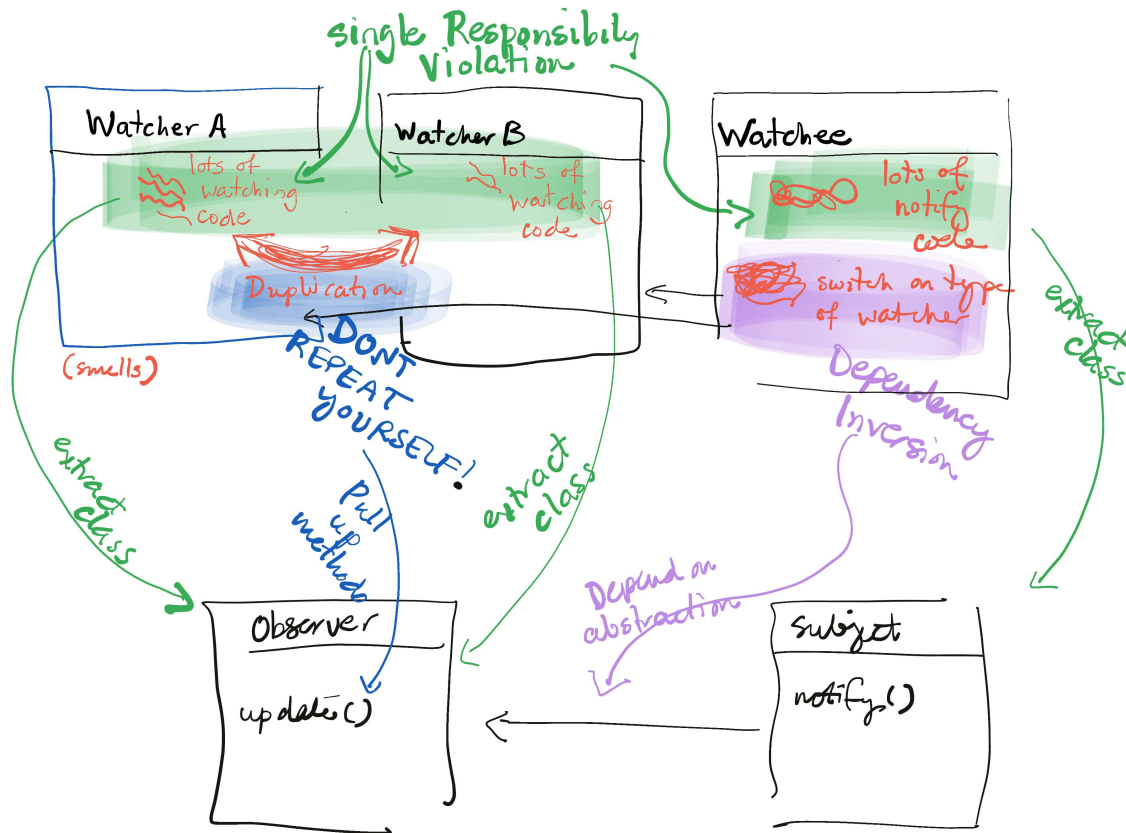 single Responsibily
Violation
Watcher A
Watcher B
Watchee
lots of
watching
code
lots of
watching
code
lots of
notify
code
Duplication
switch on type
of watcher
(smells)
DONT
REPEAT
YOURSELF!
Dependency
Inversion
extract
class
extract
class
extract
class
Pull
up
methods
Depend on
abstraction
Observer
update()
Subject
notify()